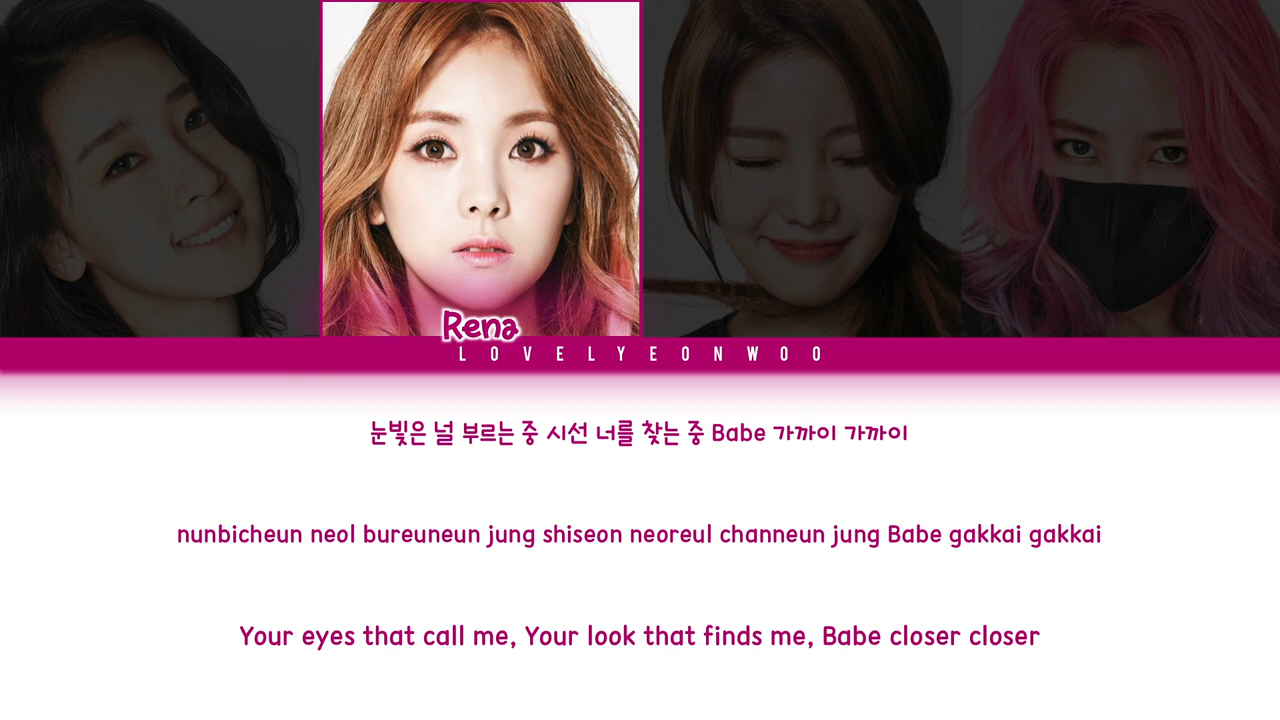 Rena
LOVELYEONWOO
눈빛은 널 부르는 중 시선 너를 찾는 중 Babe 가까이 가까이
nunbicheun neol bureuneun jung shiseon neoreul channeun jung Babe gakkai gakkai
Your eyes that call me, Your look that finds me, Babe closer closer